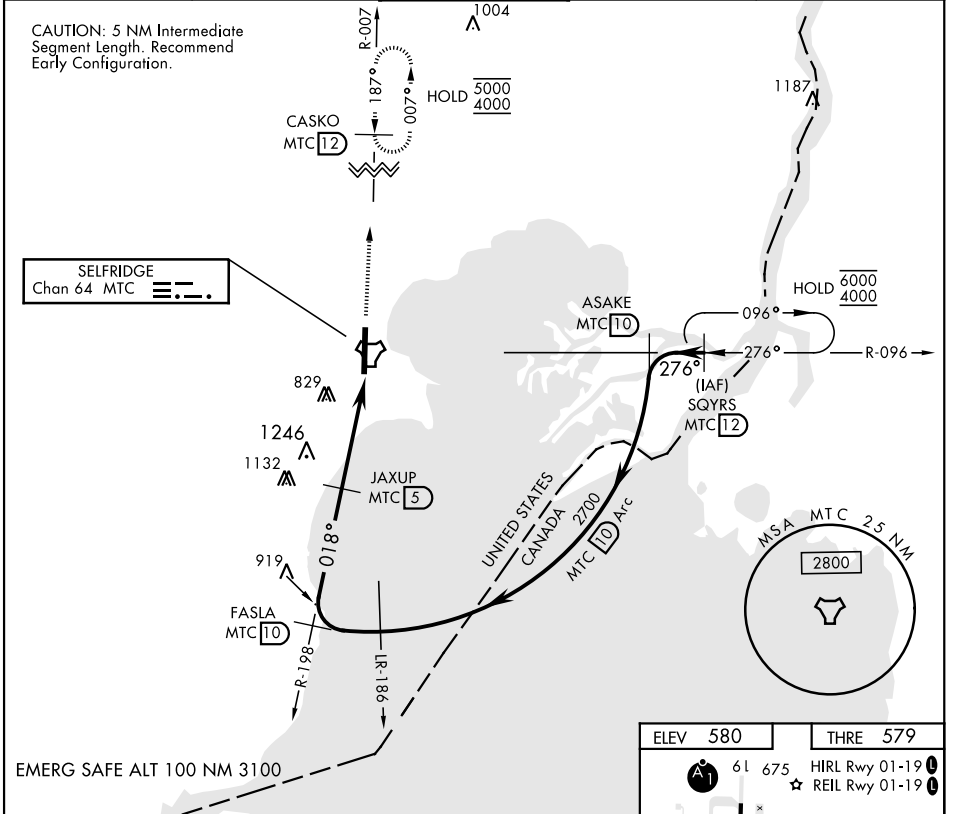 CAUTION: 5 NM Intermediate
Segment Length. Recommend
Early Configuration.
R-007
1004
187°
007°
HOLD 5000
4000
1187
CASKO
MTC 12
SELFRIDGE
Chan 64 MTC
ASAKE
MTC 10
HOLD 6000
4000
096°
276°
R-096
276°
(IAF)
SQYRS
MTC 12
829
1246
1132
JAXUP
MTC 5
018°
UNITED STATES
CANADA
2700
MTC 10 Arc
MSA MTC 25 NM
2800
919
FASLA
MTC 10
R-198
LR-186
EMERG SAFE ALT 100 NM 3100
ELEV 580
THRE 579
A1
61
675
HIRL Rwy 01-19 L
REIL Rwy 01-19 L